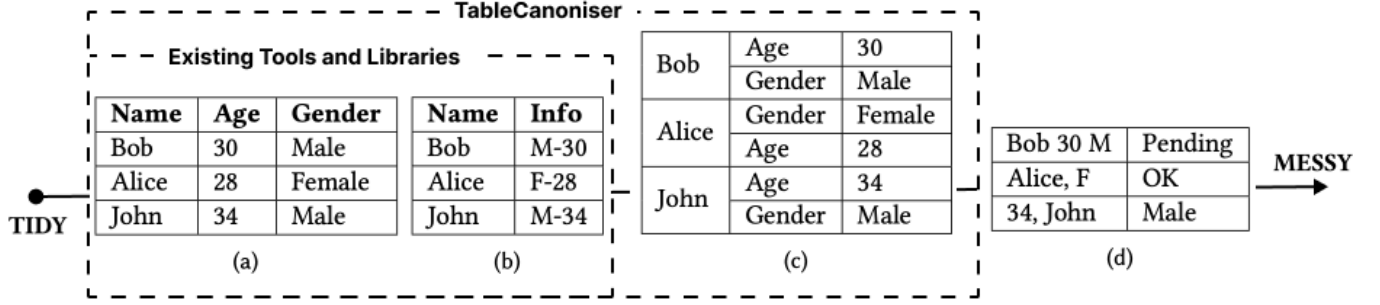 TableCanoniser
Existing Tools and Libraries
TIDY
Name Age Gender
Bob 30 Male
Alice 28 Female
John 34 Male
(a)
Name Info
Bob M-30
Alice F-28
John M-34
(b)
Bob Age 30
Gender Male
Alice Gender Female
Age 28
John Age 34
Gender Male
(c)
Bob 30 M Pending
Alice, F OK
34, John Male
(d)
MESSY